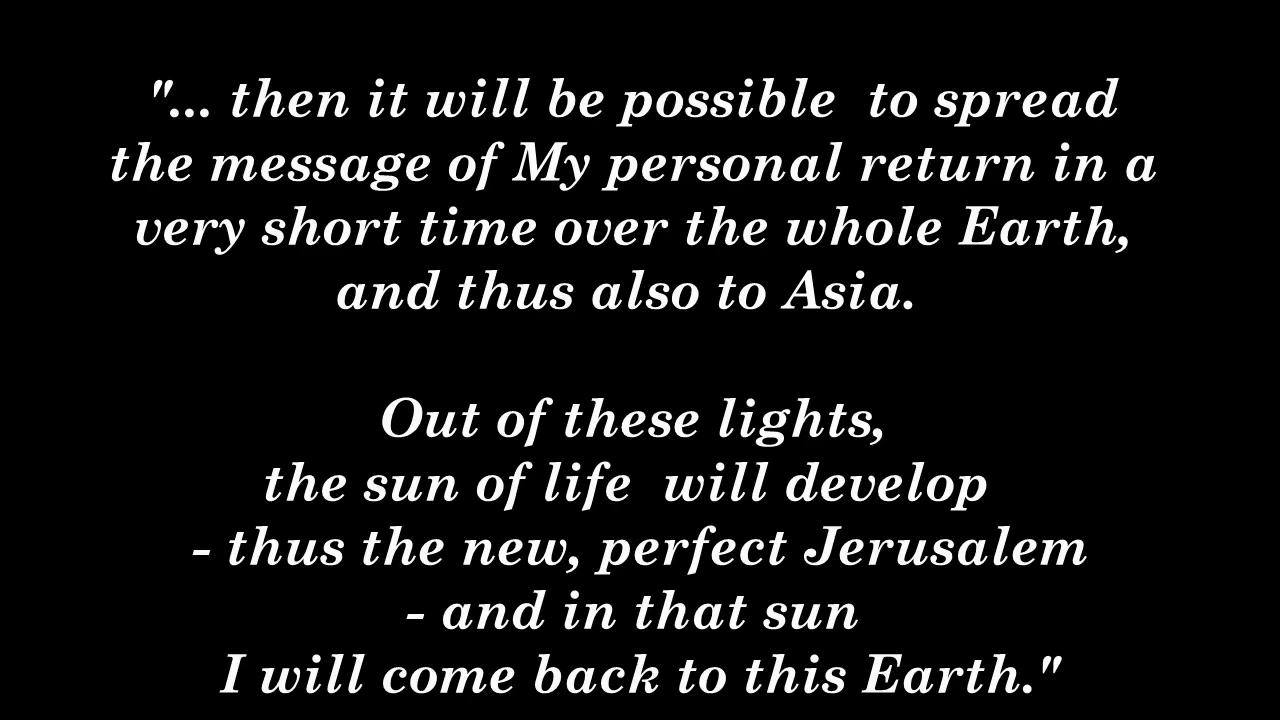 "... then it will be possible  to spread
the message of My personal return in a
very short time over the whole Earth,
and thus also to Asia.
Out of these lights,
the sun of life  will develop
- thus the new, perfect Jerusalem
- and in that sun
I will come back to this Earth."